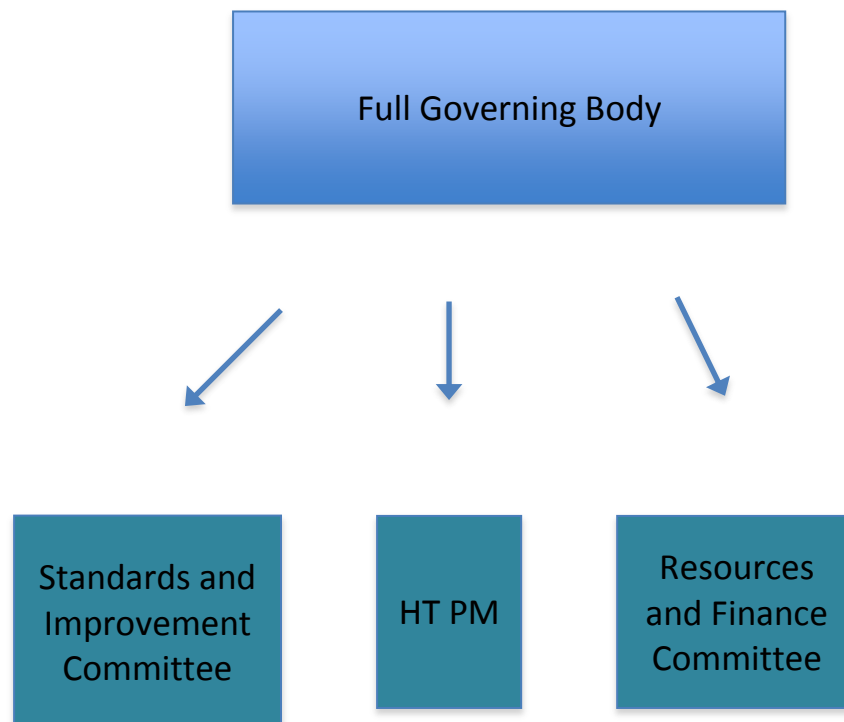 Full Governing Body
Standards and
Improvement
Committee
HT PM
Resources
and Finance
Committee